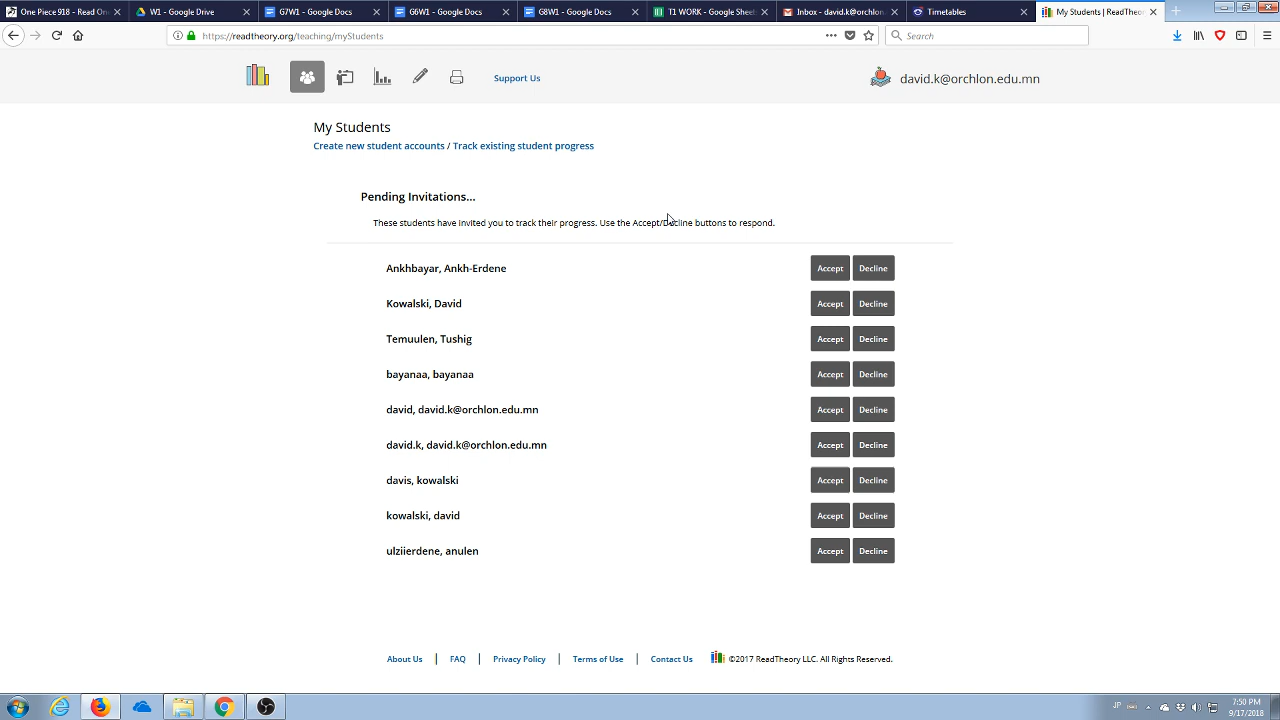 One Piece 918 - Read One
W1 - Google Drive
G7W1 - Google Docs
G6W1 - Google Docs
G8W1 - Google Docs
T1 WORK - Google Sheet
Inbox - david.k@orchlon
Timetables
My Students | ReadTheor
https://readtheory.org/teaching/myStudents
Search
Support Us
david.k@orchlon.edu.mn
My Students
Create new student accounts / Track existing student progress
Pending Invitations...
These students have invited you to track their progress. Use the Accept/Decline buttons to respond.
Ankhbayar, Ankh-Erdene Accept Decline
Kowalski, David Accept Decline
Temuulen, Tushig Accept Decline
bayanaa, bayanaa Accept Decline
david, david.k@orchlon.edu.mn Accept Decline
david.k, david.k@orchlon.edu.mn Accept Decline
davis, kowalski Accept Decline
kowalski, david Accept Decline
ulziierdene, anulen Accept Decline
About Us | FAQ | Privacy Policy | Terms of Use | Contact Us ©2017 ReadTheory LLC. All Rights Reserved.
JP
7:50 PM
9/17/2018